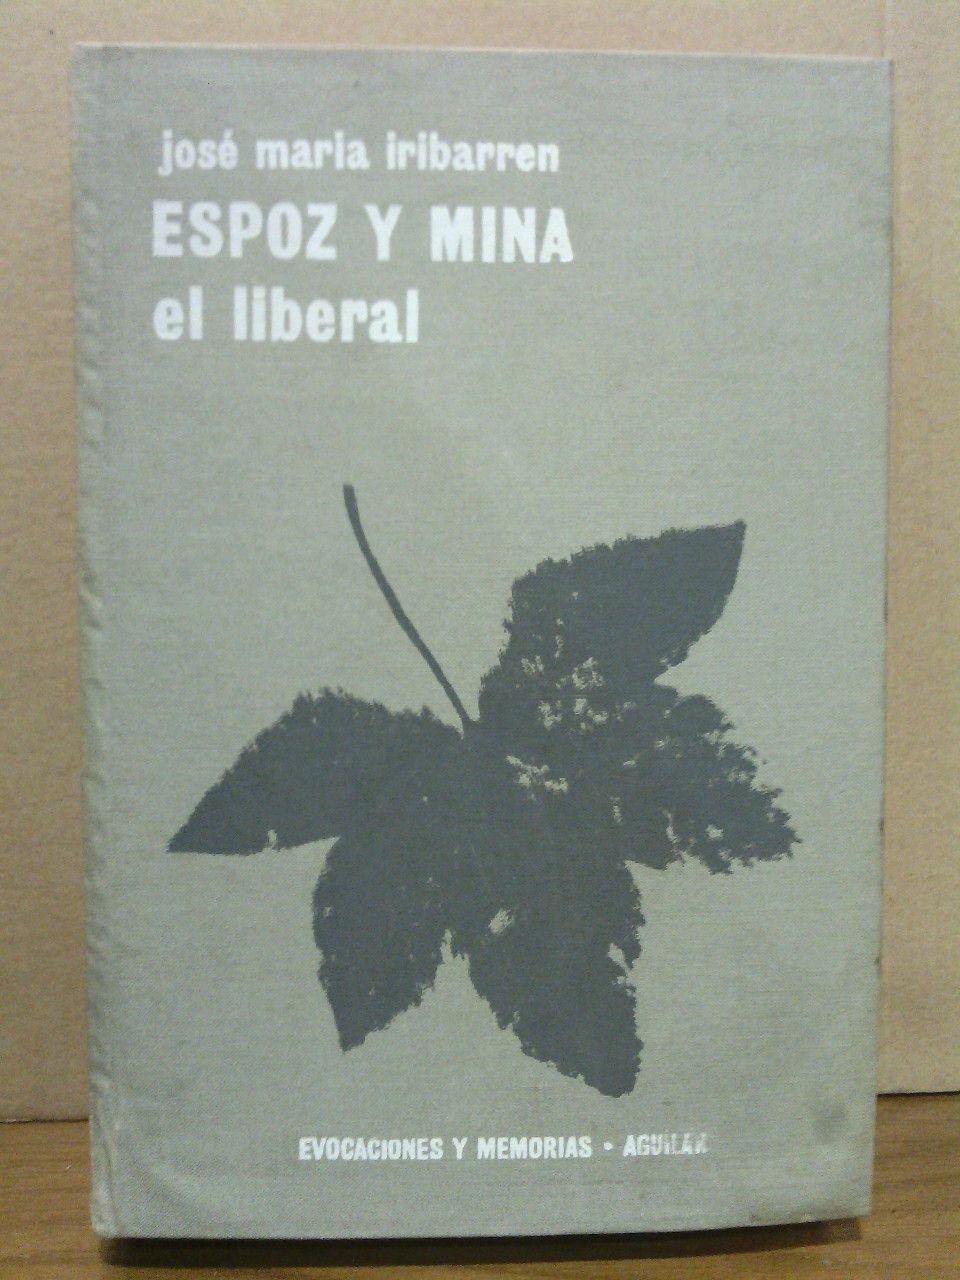 josé maria iribarren
ESPOZ Y MINA
el liberal
EVOCACIONES Y MEMORIAS • AGUILAR